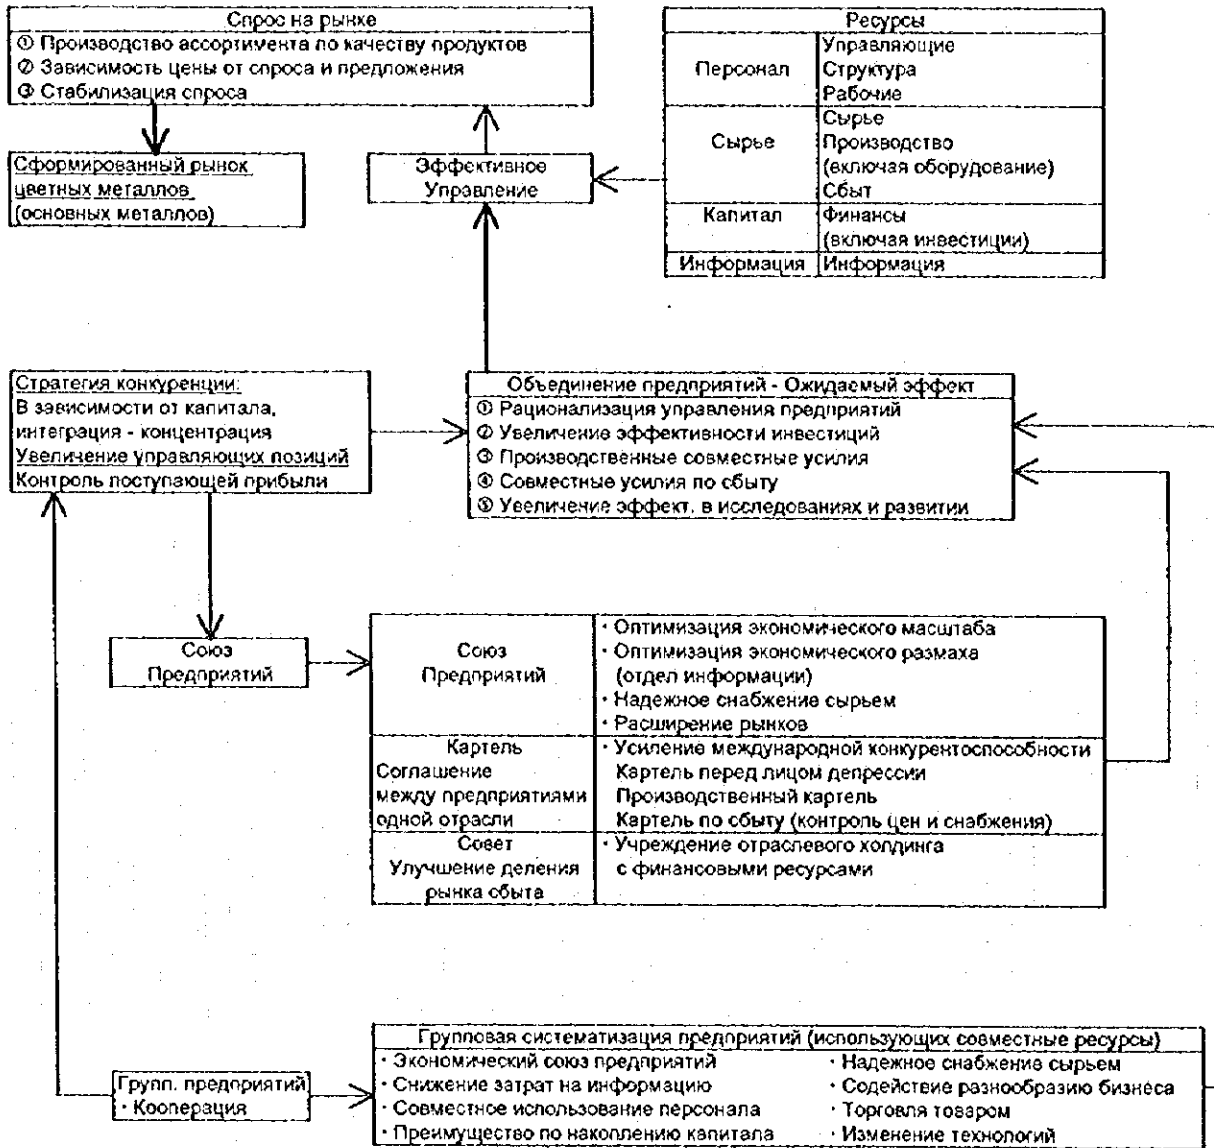 Спрос на рынке
① Производство ассортимента по качеству продуктов
② Зависимость цены от спроса и предложения
③ Стабилизация спроса
Сформированный рынок
цветных металлов
(основных металлов)
Эффективное
Управление
Ресурсы
Персонал
Управляющие
Структура
Рабочие
Сырье
Сырье
Производство
(включая оборудование)
Сбыт
Капитал
Финансы
(включая инвестиции)
Информация
Информация
Стратегия конкуренции:
В зависимости от капитала,
интеграция - концентрация
Увеличение управляющих позиций
Контроль поступающей прибыли
Объединение предприятий - Ожидаемый эффект
① Рационализация управления предприятий
② Увеличение эффективности инвестиций
③ Производственные совместные усилия
④ Совместные усилия по сбыту
⑤ Увеличение эффект. в исследованиях и развитии
Союз
Предприятий
Союз
Предприятий
· Оптимизация экономического масштаба
· Оптимизация экономического размаха
(отдел информации)
· Надежное снабжение сырьем
· Расширение рынков
Картель
Соглашение
между предприятиями
одной отрасли
· Усиление международной конкурентоспособности
Картель перед лицом депрессии
Производственный картель
Картель по сбыту (контроль цен и снабжения)
Совет
Улучшение деления
рынка сбыта
· Учреждение отраслевого холдинга
с финансовыми ресурсами
Групп. предприятий
· Кооперация
Групповая систематизация предприятий (использующих совместные ресурсы)
· Экономический союз предприятий
· Снижение затрат на информацию
· Совместное использование персонала
· Преимущество по накоплению капитала
· Надежное снабжение сырьем
· Содействие разнообразию бизнеса
· Торговля товаром
· Изменение технологий